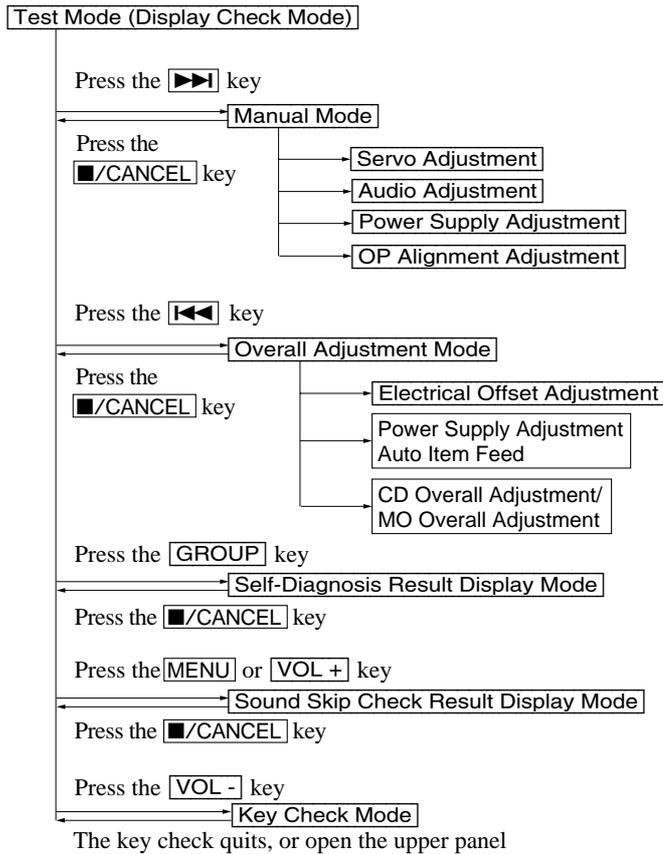 Test Mode (Display Check Mode)
Press the ▶▶I key
Manual Mode
Press the
■/CANCEL key
Servo Adjustment
Audio Adjustment
Power Supply Adjustment
OP Alignment Adjustment
Press the I◀◀ key
Overall Adjustment Mode
Press the
■/CANCEL key
Electrical Offset Adjustment
Power Supply Adjustment
Auto Item Feed
CD Overall Adjustment/
MO Overall Adjustment
Press the GROUP key
Self-Diagnosis Result Display Mode
Press the ■/CANCEL key
Press the MENU or VOL + key
Sound Skip Check Result Display Mode
Press the ■/CANCEL key
Press the VOL - key
Key Check Mode
The key check quits, or open the upper panel